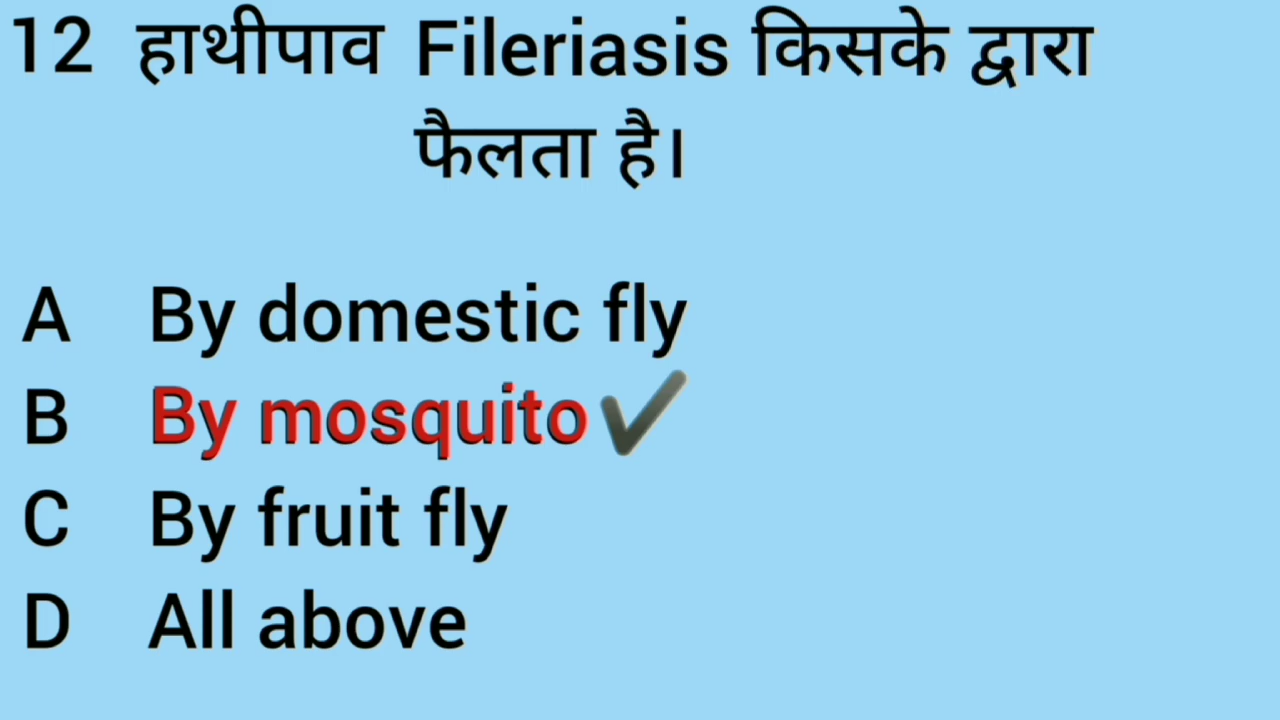 12 हाथीपाव Fileriasis किसके द्वारा
फैलता है।
A By domestic fly
B By mosquito✔
C By fruit fly
D All above